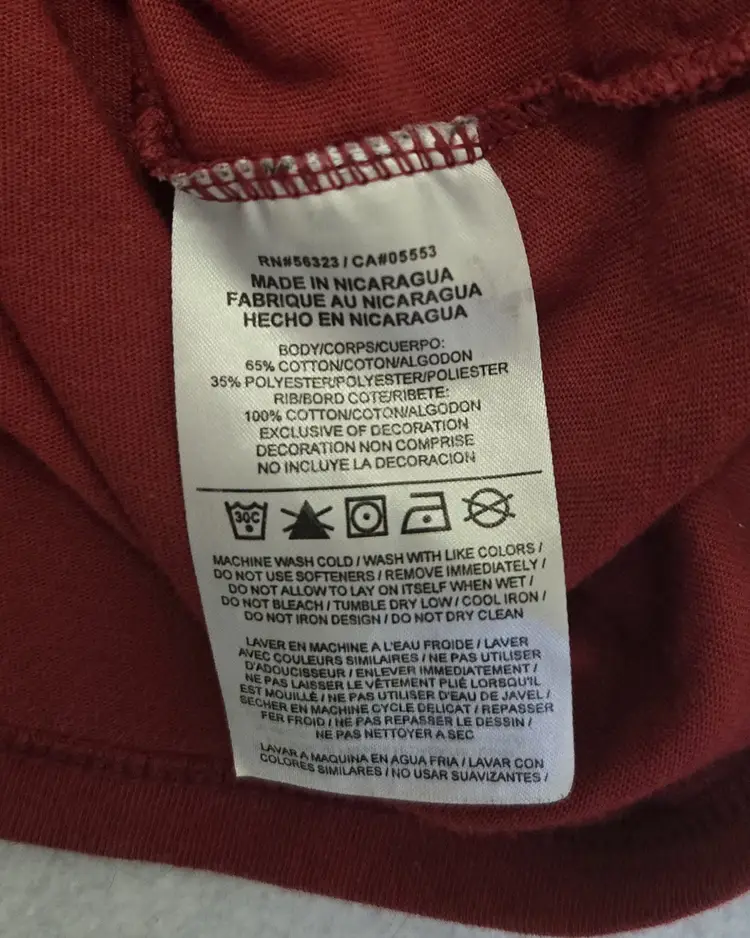 RN#56323 / CA#05553
MADE IN NICARAGUA
FABRIQUE AU NICARAGUA
HECHO EN NICARAGUA
BODY/CORPS/CUERPO:
65% COTTON/COTON/ALGODON
35% POLYESTER/POLYESTER/POLIESTER
RIB/BORD COTE/RIBETE:
100% COTTON/COTON/ALGODON
EXCLUSIVE OF DECORATION
DECORATION NON COMPRISE
NO INCLUYE LA DECORACION
30C
MACHINE WASH COLD / WASH WITH LIKE COLORS /
DO NOT USE SOFTENERS / REMOVE IMMEDIATELY /
DO NOT ALLOW TO LAY ON ITSELF WHEN WET /
DO NOT BLEACH / TUMBLE DRY LOW / COOL IRON /
DO NOT IRON DESIGN / DO NOT DRY CLEAN
LAVER EN MACHINE A L'EAU FROIDE / LAVER
AVEC COULEURS SIMILAIRES / NE PAS UTILISER
D'ADOUCISSEUR / ENLEVER IMMEDIATEMENT /
NE PAS LAISSER LE VÊTEMENT PLIÉ LORSQU'IL
EST MOUILLÉ / NE PAS UTILISER D'EAU DE JAVEL /
SECHER EN MACHINE CYCLE DELICAT / REPASSER
FER FROID / NE PAS REPASSER LE DESSIN /
NE PAS NETTOYER A SEC
LAVAR A MAQUINA EN AGUA FRIA / LAVAR CON
COLORES SIMILARES / NO USAR SUAVIZANTES /